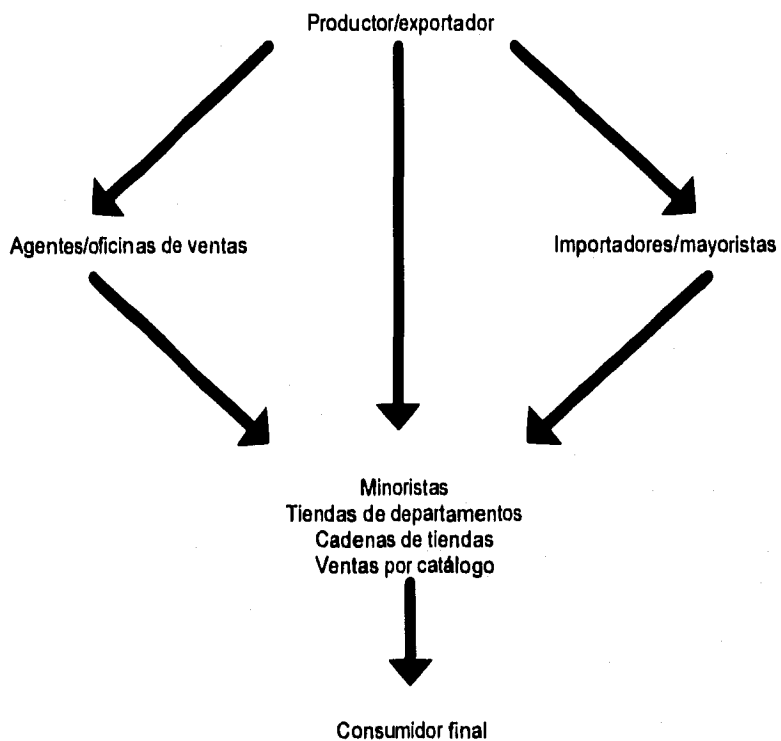 Productor/exportador
Agentes/oficinas de ventas
Importadores/mayoristas
Minoristas
Tiendas de departamentos
Cadenas de tiendas
Ventas por catálogo
Consumidor final